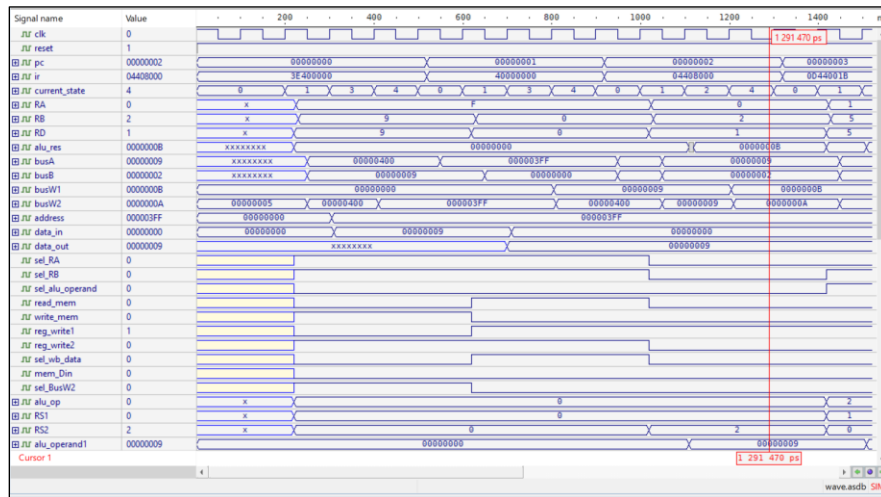 Signal name Value 200 400 600 800 1000 1200 1400
clk 0 1 291 470 ps
reset 1
pc 00000002 00000000 00000001 00000002 00000003
ir 04408000 3E400000 40000000 04408000 0D44001B
current_state 4 0 1 3 4 0 1 3 4 0 1 2 4 0 1
RA 0 x F 0 1
RB 2 x 9 0 2 5
RD 1 x 9 0 1 5
alu_res 0000000B xxxxxxxx 00000000 0000000B
busA 00000009 xxxxxxxx 00000400 000003FF 00000009
busB 00000002 xxxxxxxx 00000009 00000000 00000002
busW1 0000000B 00000000 00000009 0000000B
busW2 0000000A 00000005 00000400 000003FF 00000400 00000009 0000000A
address 000003FF 00000000 000003FF
data_in 00000000 00000000 00000009 00000000
data_out 00000009 xxxxxxxx 00000009
sel_RA 0
sel_RB 0
sel_alu_operand 0
read_mem 0
write_mem 0
reg_write1 1
reg_write2 0
sel_wb_data 0
mem_Din 0
sel_BusW2 0
alu_op 0 x 0 2
RS1 0 x 0 1
RS2 2 x 0 2 0
alu_operand1 00000009 00000000 00000009
Cursor 1 1 291 470 ps
wave.asdb